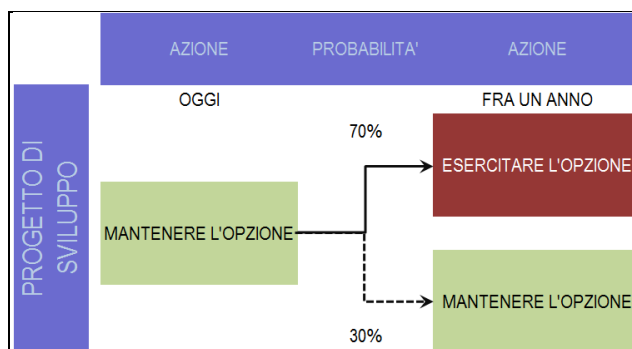 AZIONE PROBABILITA' AZIONE
OGGI FRA UN ANNO
70%
ESERCITARE L'OPZIONE
PROGETTO DI
SVILUPPO
MANTENERE L'OPZIONE
MANTENERE L'OPZIONE
30%